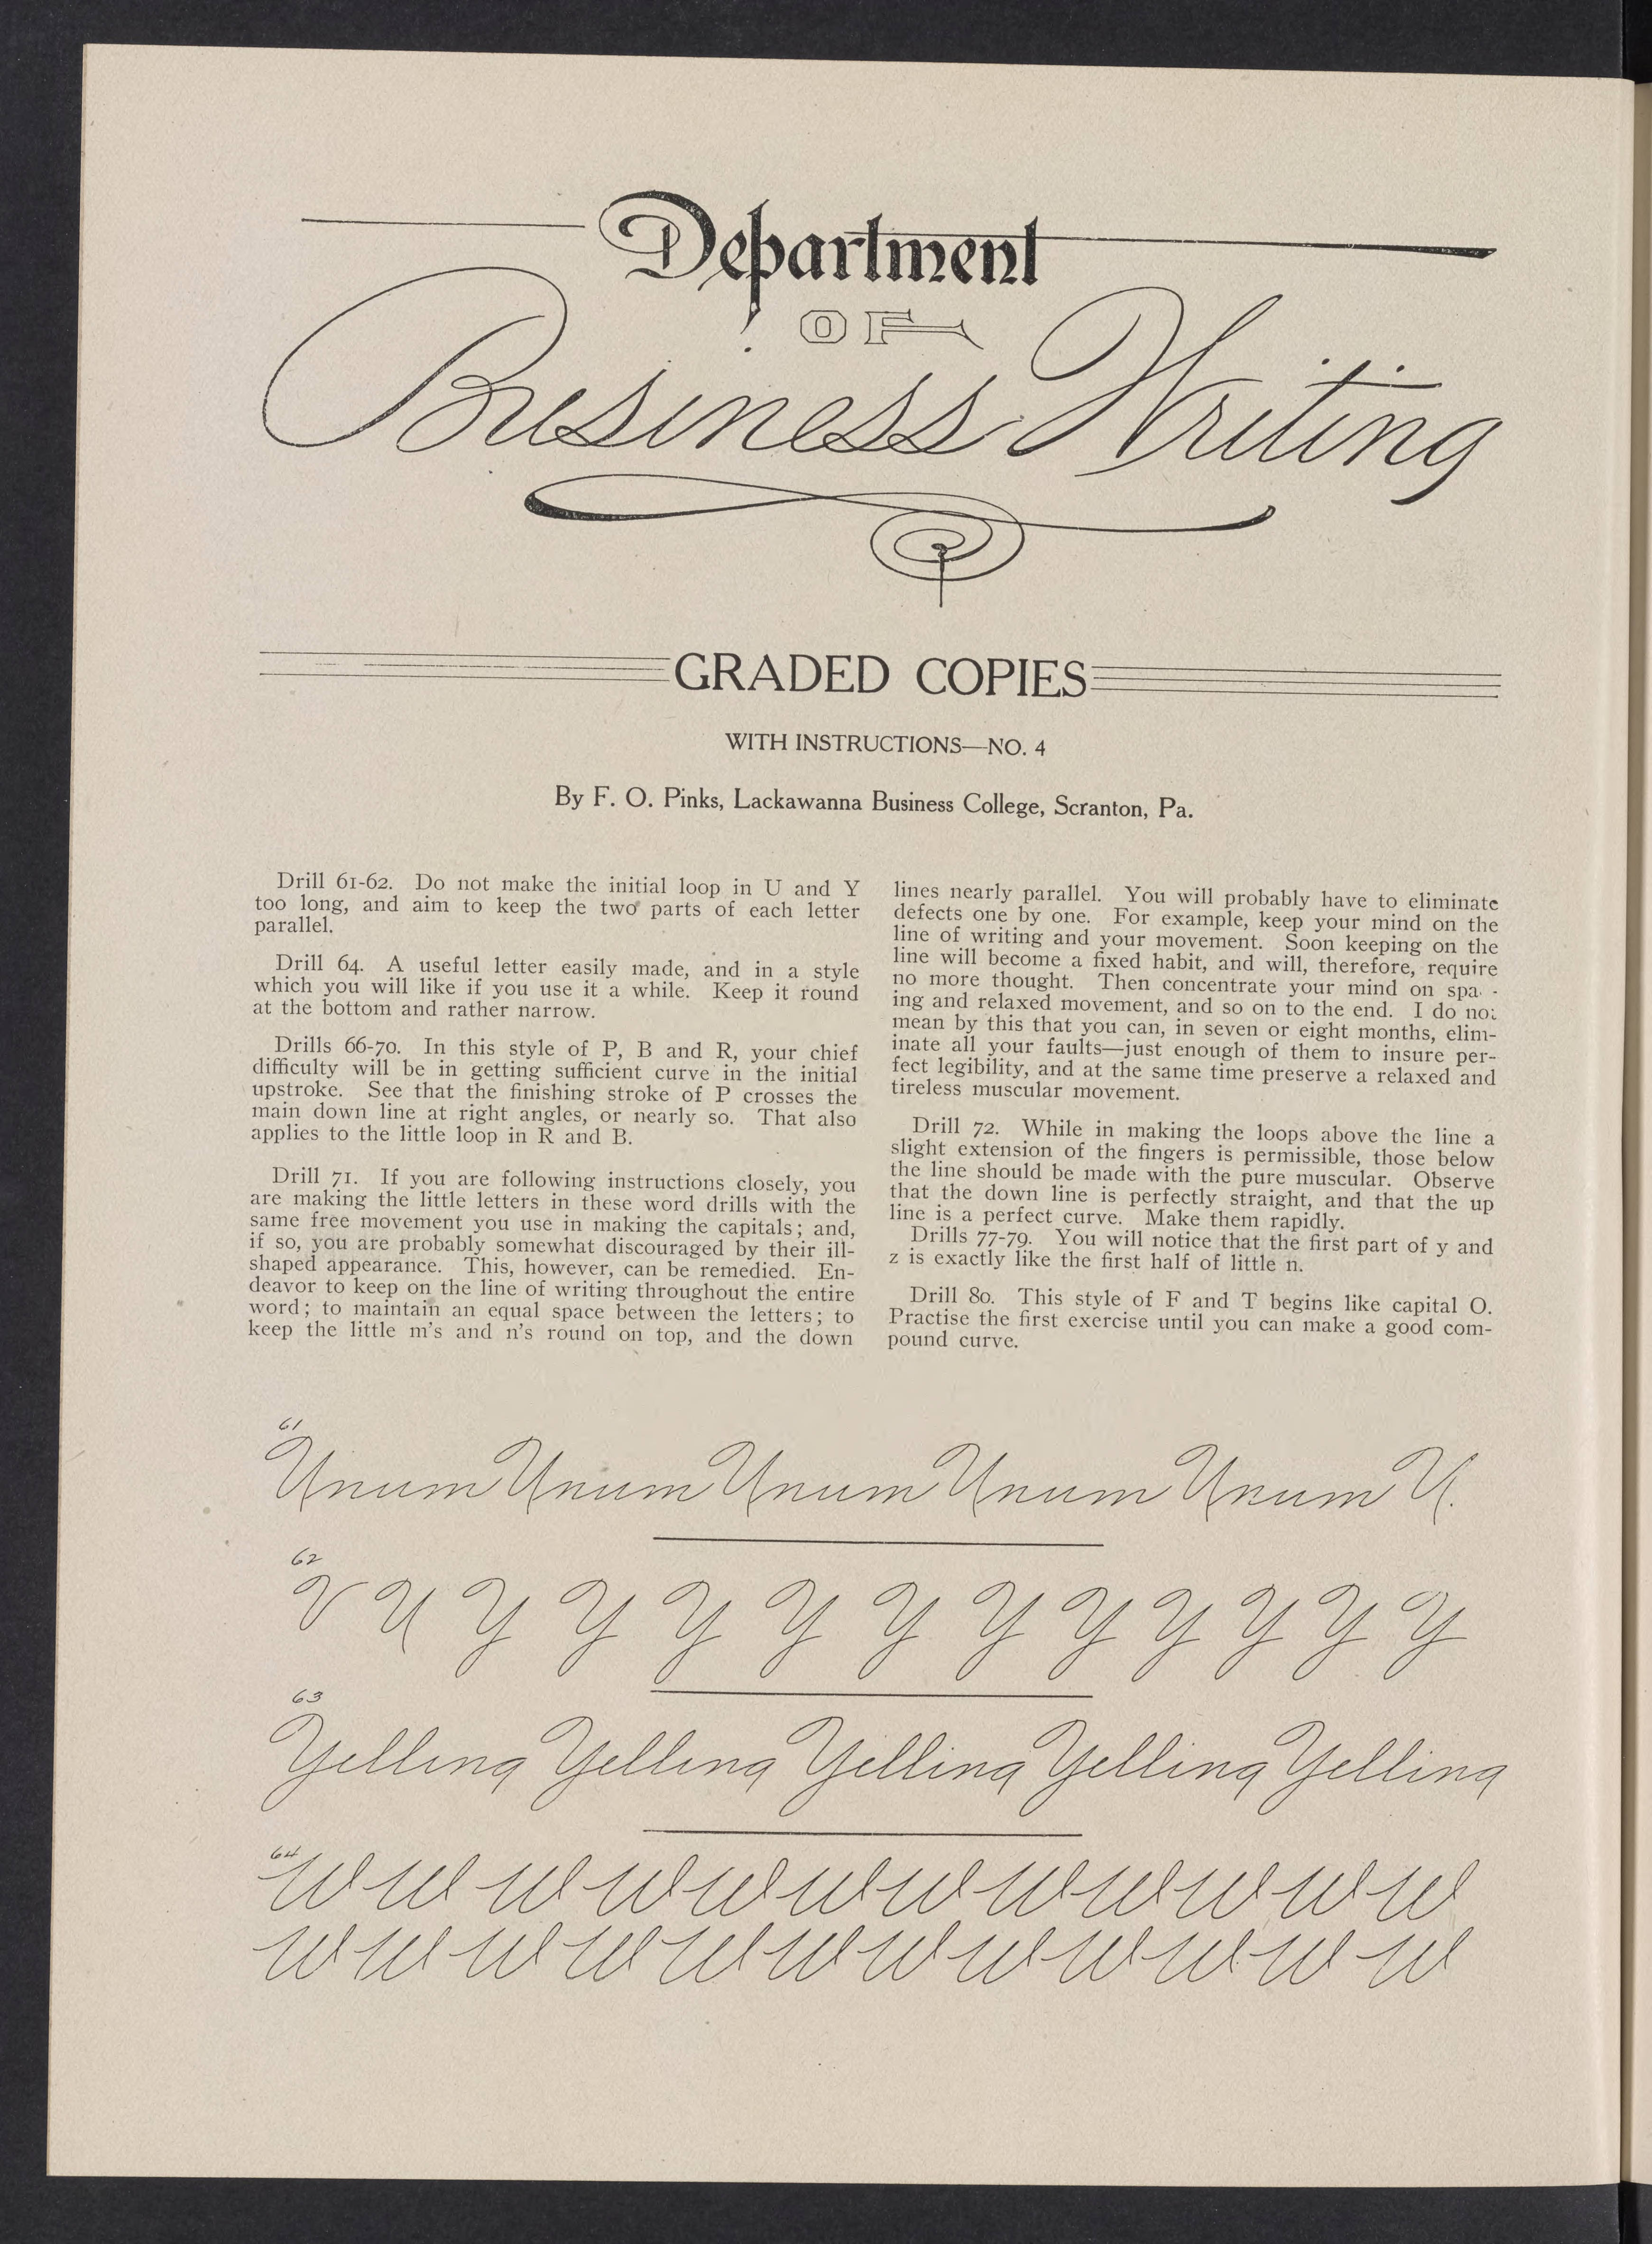 Department
OF
Business Writing
GRADED COPIES
WITH INSTRUCTIONS—NO. 4
By F. O. Pinks, Lackawanna Business College, Scranton, Pa.
Drill 61-62. Do not make the initial loop in U and Y
too long, and aim to keep the two parts of each letter
parallel.
Drill 64. A useful letter easily made, and in a style
which you will like if you use it a while. Keep it round
at the bottom and rather narrow.
Drills 66-70. In this style of P, B and R, your chief
difficulty will be in getting sufficient curve in the initial
upstroke. See that the finishing stroke of P crosses the
main down line at right angles, or nearly so. That also
applies to the little loop in R and B.
Drill 71. If you are following instructions closely, you
are making the little letters in these word drills with the
same free movement you use in making the capitals; and,
if so, you are probably somewhat discouraged by their ill-
shaped appearance. This, however, can be remedied. En-
deavor to keep on the line of writing throughout the entire
word; to maintain an equal space between the letters; to
keep the little m's and n's round on top, and the down
lines nearly parallel. You will probably have to eliminate
defects one by one. For example, keep your mind on the
line of writing and your movement. Soon keeping on the
line will become a fixed habit, and will, therefore, require
no more thought. Then concentrate your mind on spa-
ing and relaxed movement, and so on to the end. I do not
mean by this that you can, in seven or eight months, elim-
inate all your faults—just enough of them to insure per-
fect legibility, and at the same time preserve a relaxed and
tireless muscular movement.
Drill 72. While in making the loops above the line a
slight extension of the fingers is permissible, those below
the line should be made with the pure muscular. Observe
that the down line is perfectly straight, and that the up
line is a perfect curve. Make them rapidly.
Drills 77-79. You will notice that the first part of y and
z is exactly like the first half of little n.
Drill 80. This style of F and T begins like capital O.
Practise the first exercise until you can make a good com-
pound curve.
61
Unum Unum Unum Unum Unum U.
62
V U Y Y Y Y Y Y Y Y Y Y Y
63
Yelling Yelling Yelling Yelling Yelling
64
W W W W W W W W W W W W
W W W W W W W W W W W W